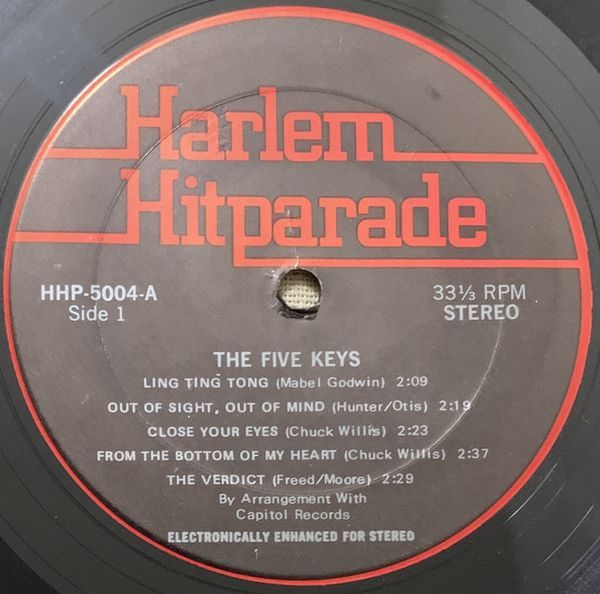 Harlem
Hitparade
HHP-5004-A 33⅓ RPM
Side 1 STEREO
THE FIVE KEYS
LING TING TONG (Mabel Godwin) 2:09
OUT OF SIGHT, OUT OF MIND (Hunter/Otis) 2:19
CLOSE YOUR EYES (Chuck Willis) 2:23
FROM THE BOTTOM OF MY HEART (Chuck Willis) 2:37
THE VERDICT (Freed/Moore) 2:29
By Arrangement With
Capitol Records
ELECTRONICALLY ENHANCED FOR STEREO